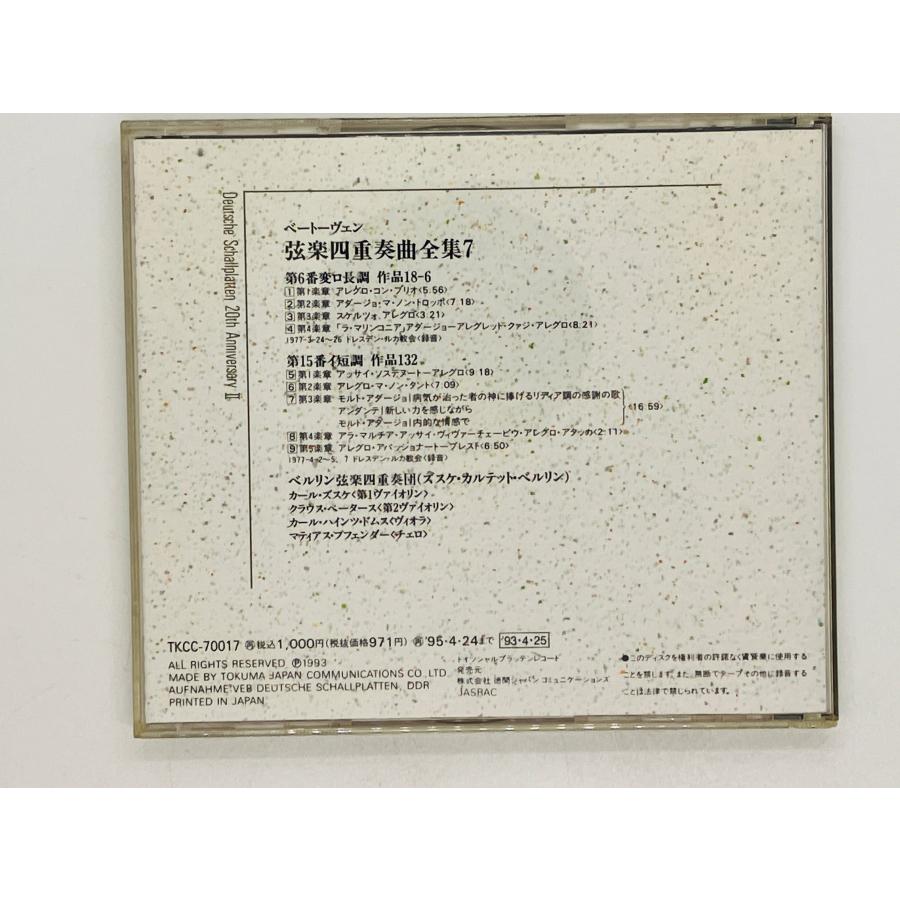 Deutsche Schallplatten 20th Anniversary II
ベートーヴェン
弦楽四重奏曲全集7
第6番変ロ長調 作品18-6
1 第1楽章 アレグロ・コン・ブリオ〈5.56〉
2 第2楽章 アダージョ・マ・ノン・トロッポ〈7.18〉
3 第3楽章 スケルツォ、アレグロ〈3.21〉
4 第4楽章 「ラ・マリンコニア」アダージョーアレグレット・クァジ・アレグロ〈8.21〉
1977-3-24〜26 ドレスデン・ルカ教会〈録音〉
第15番イ短調 作品132
5 第1楽章 アッサイ・ソステヌートーアレグロ〈9.18〉
6 第2楽章 アレグロ・マ・ノン・タント〈7.09〉
7 第3楽章 モルト・アダージョ|病気が治った者の神に捧げるリディア調の感謝の歌
アンダンテ|新しい力を感じながら 〈16.59〉
モルト・アダージョ|内的な情感で
8 第4楽章 アラ・マルチア・アッサイ・ヴィヴァーチェーピウ・アレグロ・アタッカ〈2.11〉
9 第5楽章 アレグロ・アパッショナートープレスト〈6.50〉
1977-4-2〜5、7 ドレスデン・ルカ教会〈録音〉
ベルリン弦楽四重奏団(ズスケ・カルテット・ベルリン)
カール・ズスケ〈第1ヴァイオリン〉
クラウス・ペータース〈第2ヴァイオリン〉
カール・ハインツ・ドムス〈ヴィオラ〉
マティアス・プフェンダー〈チェロ〉
TKCC-70017 再税込1,000円(税抜価格971円) 再'95・4・24まで '93・4・25
ALL RIGHTS RESERVED ℗1993
MADE BY TOKUMA JAPAN COMMUNICATIONS CO.,LTD.
AUFNAHME:VEB DEUTSCHE SCHALLPLATTEN, DDR
PRINTED IN JAPAN
ドイツシャルプラッテンレコード
発売元
株式会社 徳間ジャパンコミュニケーションズ
JASRAC
●このディスクを権利者の許諾なく賃貸業に使用する
ことを禁じます。また、無断でテープその他に録音する
ことは法律で禁じられています。